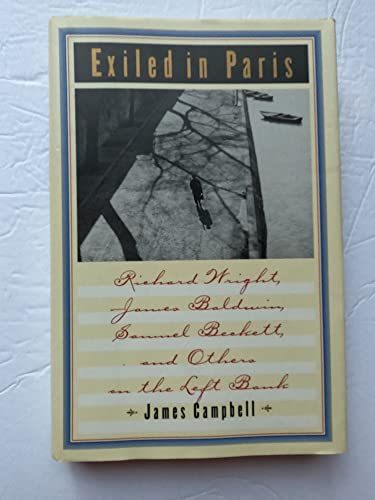 Exiled in Paris
Richard Wright,
James Baldwin,
Samuel Beckett,
and Others
on the Left Bank
James Campbell